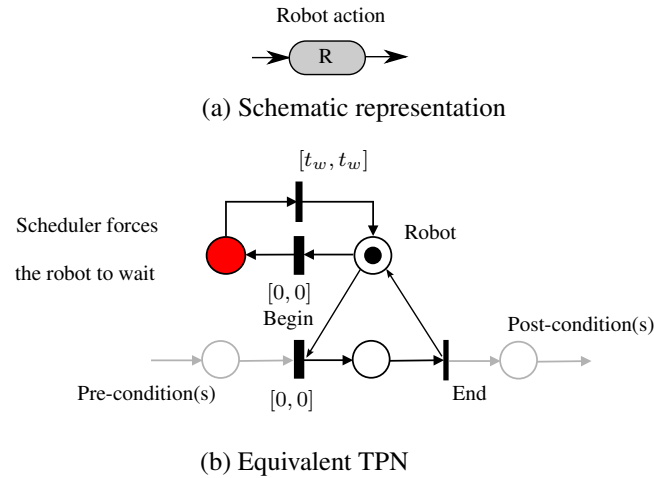 Robot action
R
(a) Schematic representation
[t_w, t_w]
Scheduler forces
the robot to wait
Robot
[0, 0]
Begin
Post-condition(s)
Pre-condition(s)
[0, 0]
End
(b) Equivalent TPN